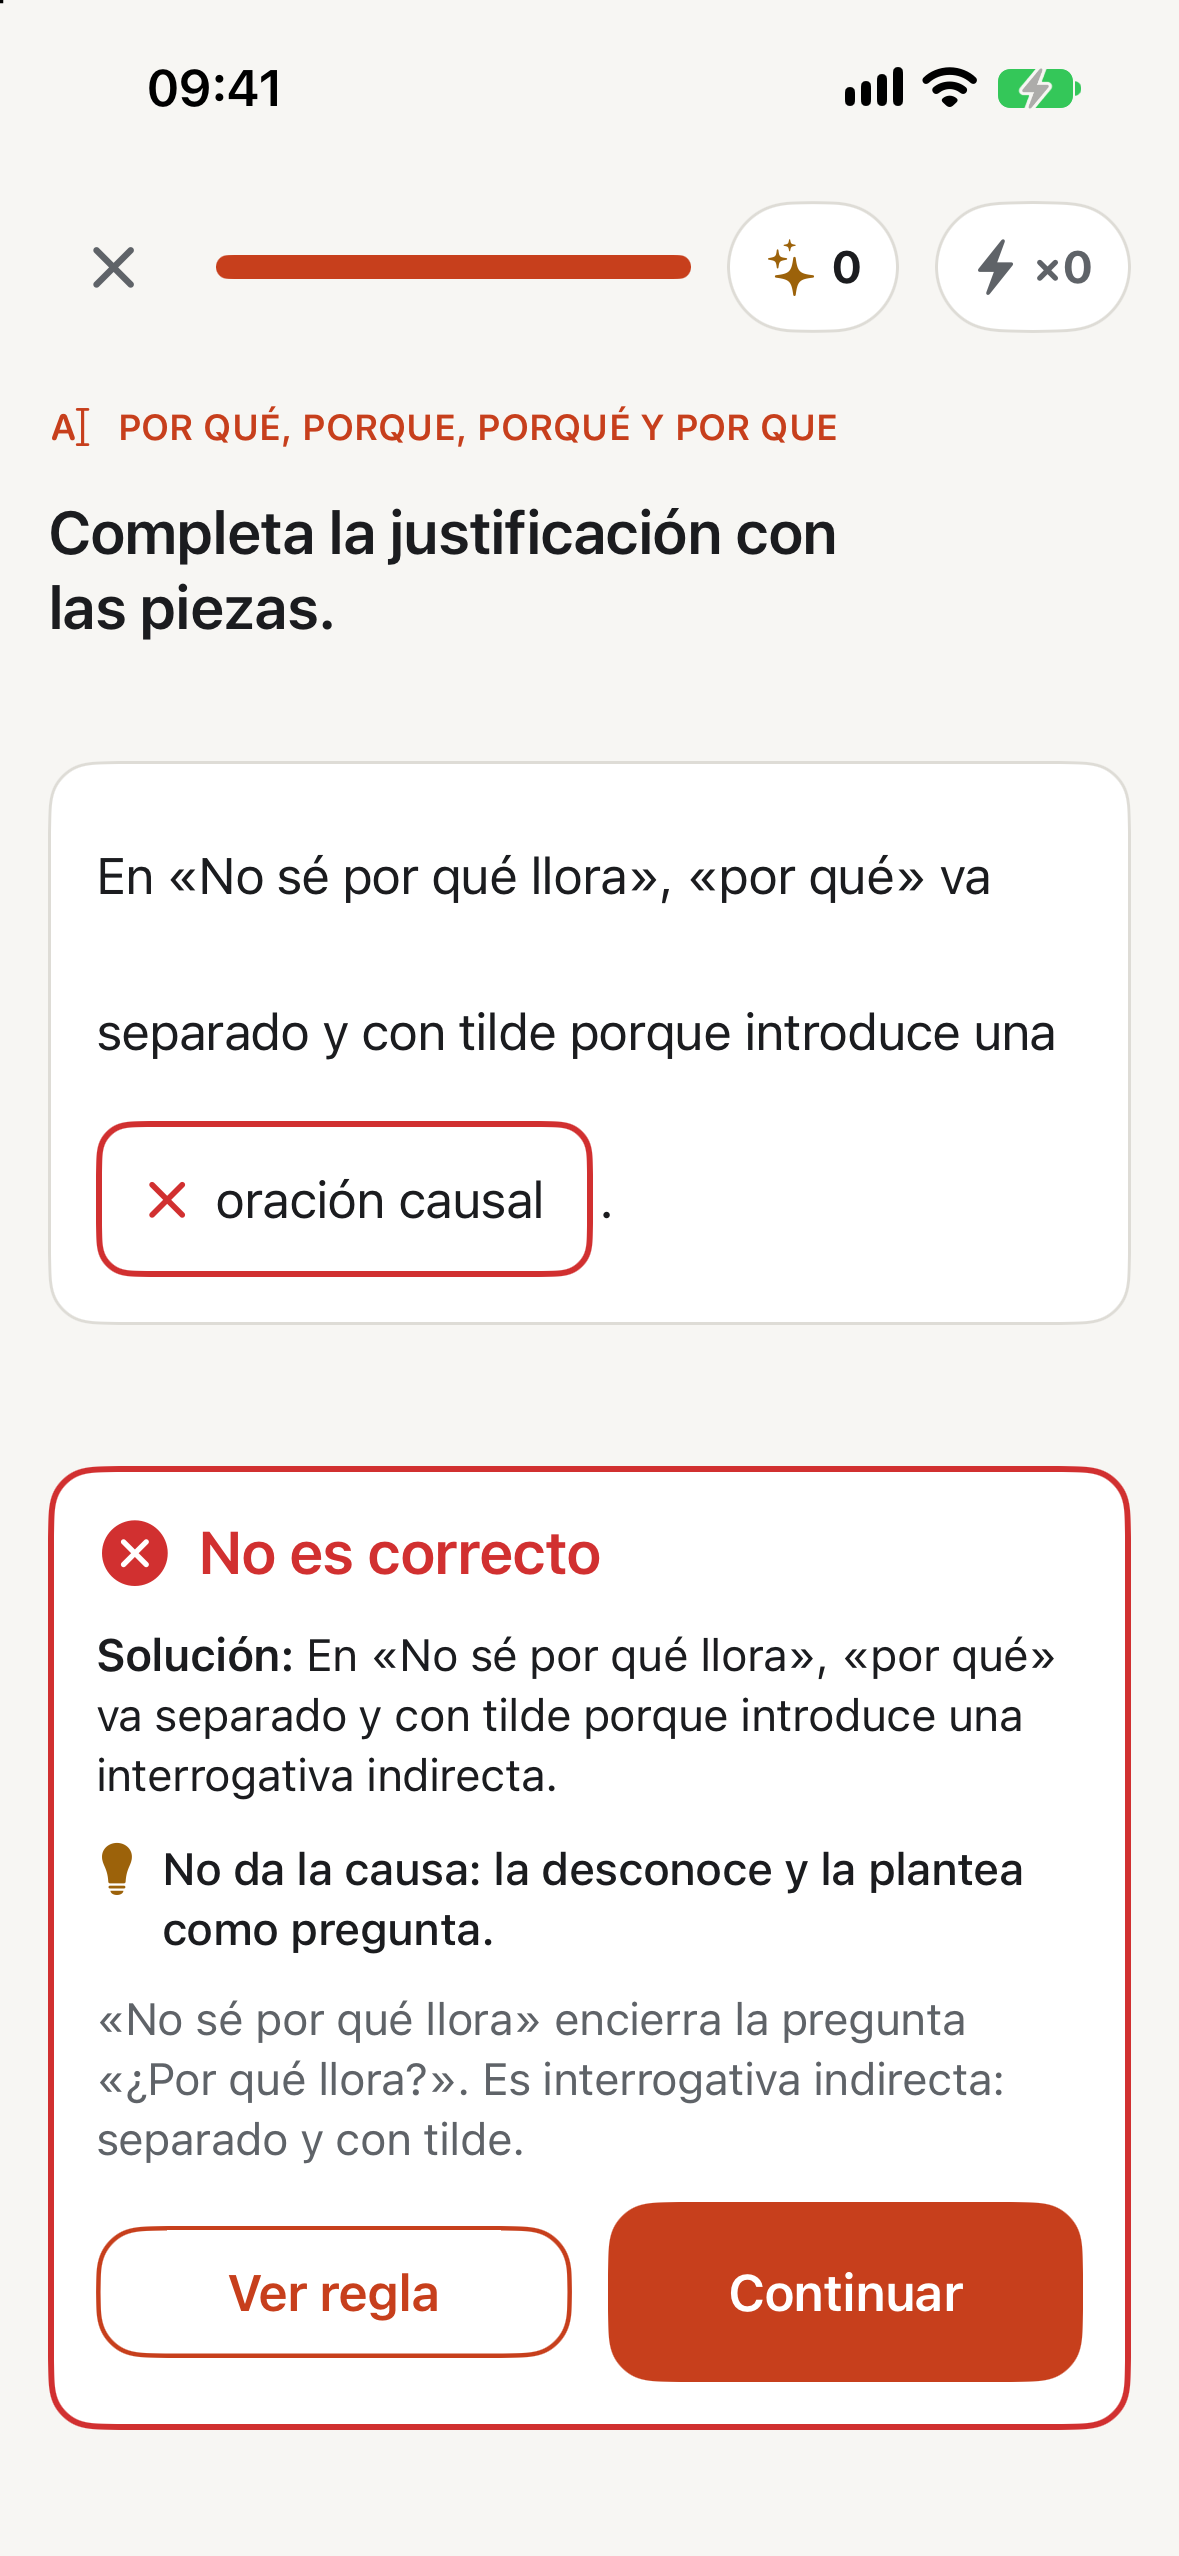 09:41
0
×0
A POR QUÉ, PORQUE, PORQUÉ Y POR QUE
Completa la justificación con
las piezas.
En «No sé por qué llora», «por qué» va
separado y con tilde porque introduce una
oración causal .
No es correcto
Solución: En «No sé por qué llora», «por qué»
va separado y con tilde porque introduce una
interrogativa indirecta.
No da la causa: la desconoce y la plantea
como pregunta.
«No sé por qué llora» encierra la pregunta
«¿Por qué llora?». Es interrogativa indirecta:
separado y con tilde.
Ver regla
Continuar